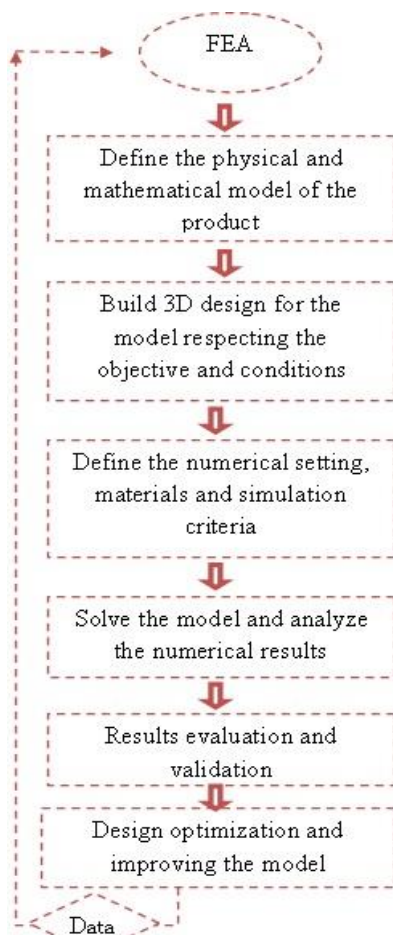 FEA
Define the physical and
mathematical model of the
product
Build 3D design for the
model respecting the
objective and conditions
Define the numerical setting,
materials and simulation
criteria
Solve the model and analyze
the numerical results
Results evaluation and
validation
Design optimization and
improving the model
Data